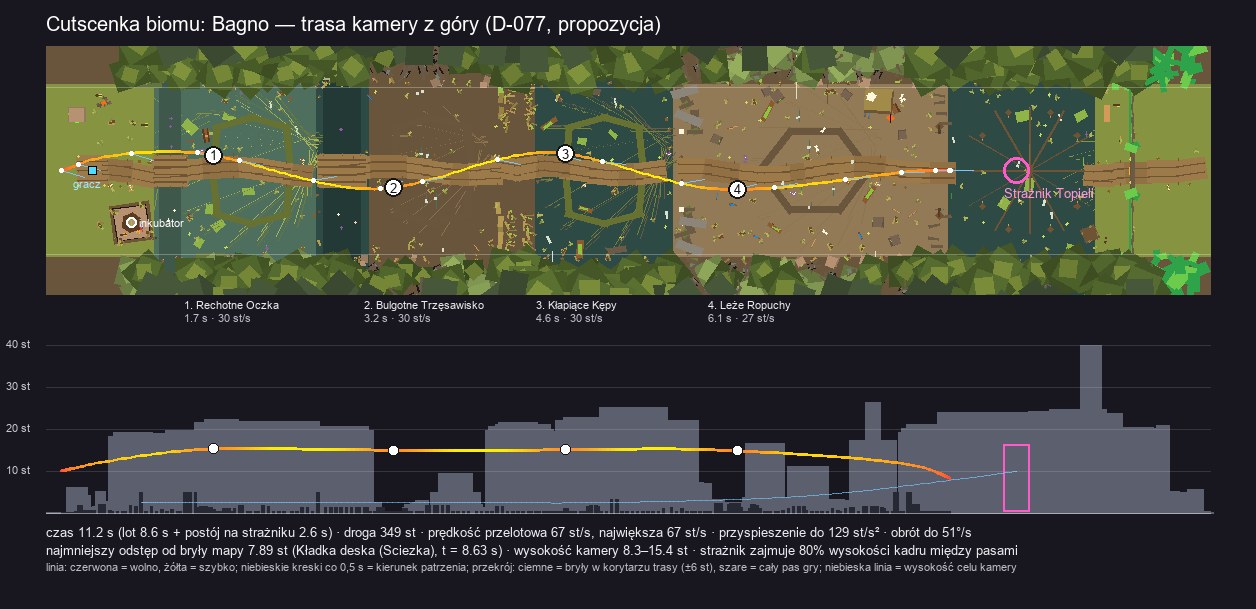 Cutscenka biomu: Bagno — trasa kamery z góry (D-077, propozycja)
1
3
gracz
2
4
Strażnik Topieli
inkubator
1. Rechotne Oczka
1.7 s · 30 st/s
2. Bulgotne Trzęsawisko
3.2 s · 30 st/s
3. Kłapiące Kępy
4.6 s · 30 st/s
4. Leże Ropuchy
6.1 s · 27 st/s
40 st
30 st
20 st
10 st
czas 11.2 s (lot 8.6 s + postój na strażniku 2.6 s) · droga 349 st · prędkość przelotowa 67 st/s, największa 67 st/s · przyspieszenie do 129 st/s² · obrót do 51°/s
najmniejszy odstęp od bryły mapy 7.89 st (Kładka deska (Sciezka), t = 8.63 s) · wysokość kamery 8.3–15.4 st · strażnik zajmuje 80% wysokości kadru między pasami
linia: czerwona = wolno, żółta = szybko; niebieskie kreski co 0,5 s = kierunek patrzenia; przekrój: ciemne = bryły w korytarzu trasy (±6 st), szare = cały pas gry; niebieska linia = wysokość celu kamery